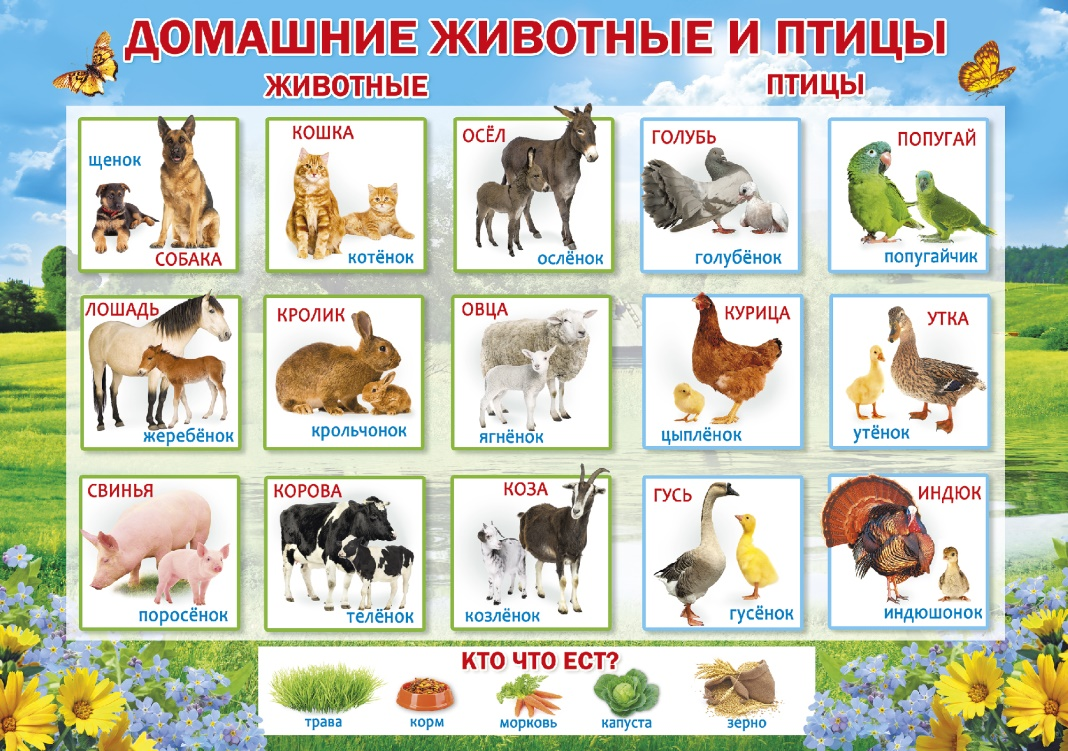 ДОМАШНИЕ ЖИВОТНЫЕ И ПТИЦЫ
ЖИВОТНЫЕ
ПТИЦЫ
щенок
СОБАКА
КОШКА
котёнок
ОСЁЛ
ослёнок
ГОЛУБЬ
голубёнок
ПОПУГАЙ
попугайчик
ЛОШАДЬ
жеребёнок
КРОЛИК
крольчонок
ОВЦА
ягнёнок
КУРИЦА
цыплёнок
УТКА
утёнок
СВИНЬЯ
поросёнок
КОРОВА
телёнок
КОЗА
козлёнок
ГУСЬ
гусёнок
ИНДЮК
индюшонок
КТО ЧТО ЕСТ?
трава
корм
морковь
капуста
зерно